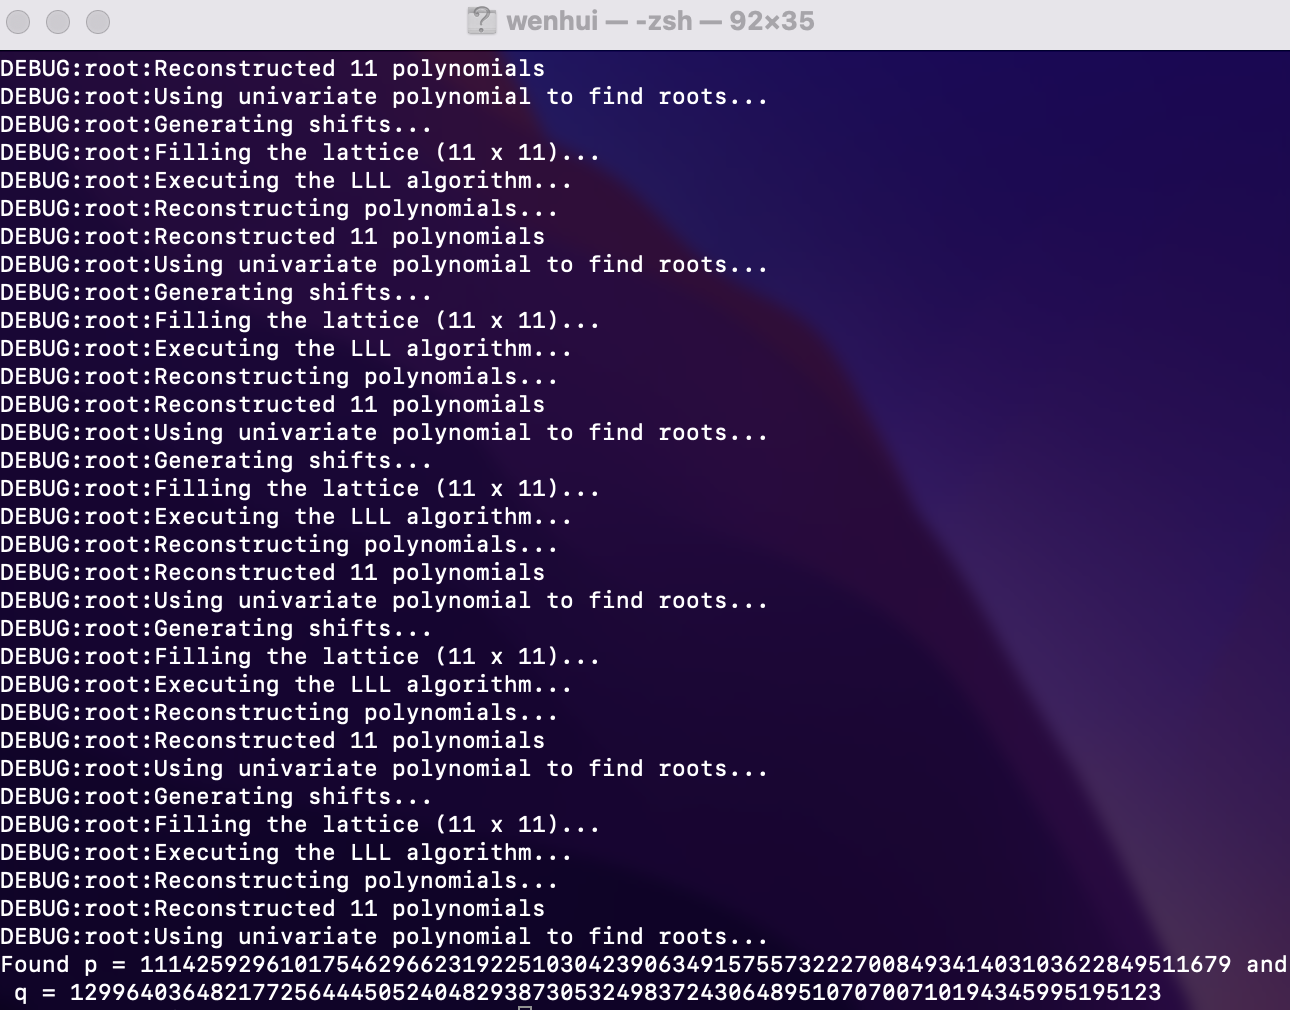 wenhui — -zsh — 92×35
DEBUG:root:Reconstructed 11 polynomials
DEBUG:root:Using univariate polynomial to find roots...
DEBUG:root:Generating shifts...
DEBUG:root:Filling the lattice (11 x 11)...
DEBUG:root:Executing the LLL algorithm...
DEBUG:root:Reconstructing polynomials...
DEBUG:root:Reconstructed 11 polynomials
DEBUG:root:Using univariate polynomial to find roots...
DEBUG:root:Generating shifts...
DEBUG:root:Filling the lattice (11 x 11)...
DEBUG:root:Executing the LLL algorithm...
DEBUG:root:Reconstructing polynomials...
DEBUG:root:Reconstructed 11 polynomials
DEBUG:root:Using univariate polynomial to find roots...
DEBUG:root:Generating shifts...
DEBUG:root:Filling the lattice (11 x 11)...
DEBUG:root:Executing the LLL algorithm...
DEBUG:root:Reconstructing polynomials...
DEBUG:root:Reconstructed 11 polynomials
DEBUG:root:Using univariate polynomial to find roots...
DEBUG:root:Generating shifts...
DEBUG:root:Filling the lattice (11 x 11)...
DEBUG:root:Executing the LLL algorithm...
DEBUG:root:Reconstructing polynomials...
DEBUG:root:Reconstructed 11 polynomials
DEBUG:root:Using univariate polynomial to find roots...
DEBUG:root:Generating shifts...
DEBUG:root:Filling the lattice (11 x 11)...
DEBUG:root:Executing the LLL algorithm...
DEBUG:root:Reconstructing polynomials...
DEBUG:root:Reconstructed 11 polynomials
DEBUG:root:Using univariate polynomial to find roots...
Found p = 111425929610175462966231922510304239063491575573222700849341403103622849511679 and
q = 129964036482177256444505240482938730532498372430648951070700710194345995195123